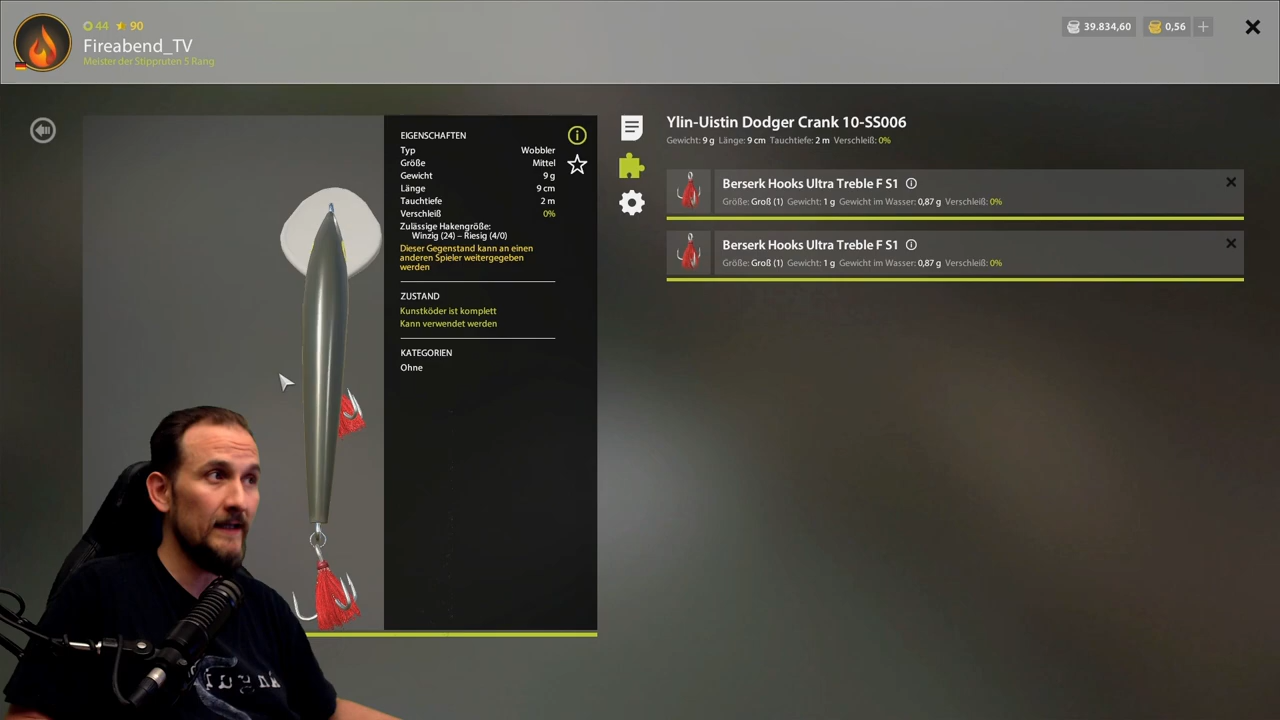 44 90
Fireabend_TV
Meister der Stippruten 5 Rang
39.834,60
0,56
EIGENSCHAFTEN
Typ Wobbler
Größe Mittel
Gewicht 9 g
Länge 9 cm
Tauchtiefe 2 m
Verschleiß 0%
Zulässige Hakengröße:
Winzig (24) – Riesig (4/0)
Dieser Gegenstand kann an einen
anderen Spieler weitergegeben
werden
ZUSTAND
Kunstköder ist komplett
Kann verwendet werden
KATEGORIEN
Ohne
Ylin-Uistin Dodger Crank 10-SS006
Gewicht: 9 g Länge: 9 cm Tauchtiefe: 2 m Verschleiß: 0%
Berserk Hooks Ultra Treble F S1
Größe: Groß (1) Gewicht: 1 g Gewicht im Wasser: 0,87 g Verschleiß: 0%
Berserk Hooks Ultra Treble F S1
Größe: Groß (1) Gewicht: 1 g Gewicht im Wasser: 0,87 g Verschleiß: 0%